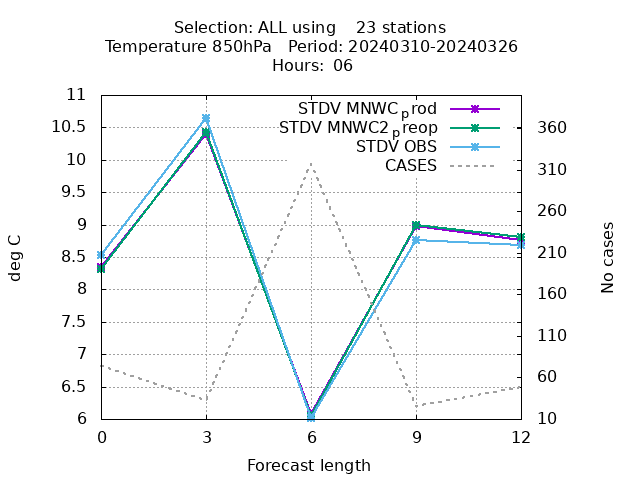 Selection: ALL using    23 stations
Temperature 850hPa   Period: 20240310-20240326
Hours:  06
11
10.5
10
9.5
9
8.5
8
7.5
7
6.5
6
deg C
STDV MNWC_prod
STDV MNWC2_preop
STDV OBS
CASES
360
310
260
210
160
110
60
10
No cases
0 3 6 9 12
Forecast length